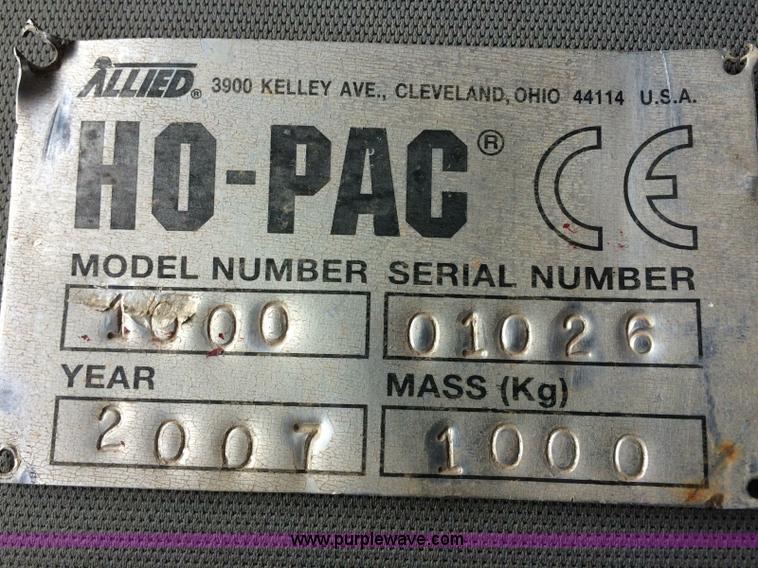 ALLIED® 3900 KELLEY AVE., CLEVELAND, OHIO 44114 U.S.A.
HO-PAC® CE
MODEL NUMBER SERIAL NUMBER
01026
YEAR MASS (Kg)
2007 1000
www.purplewave.com